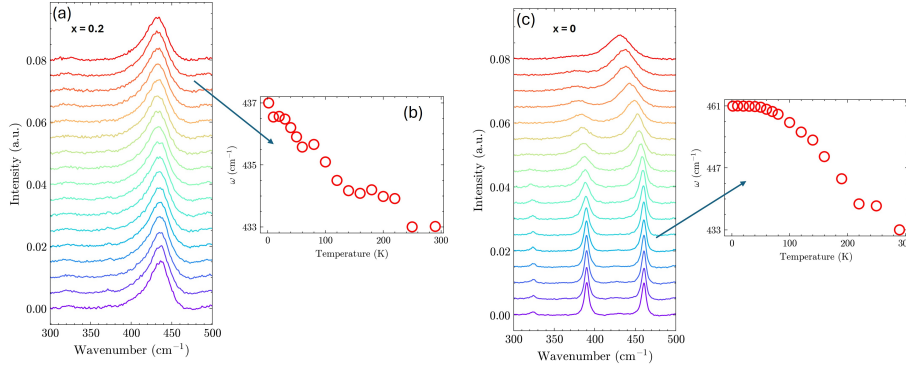 (a)
x = 0.2
0.08
0.06
0.04
0.02
0.00
Intensity (a.u.)
300 350 400 450 500
Wavenumber (cm⁻¹)
(b)
437
435
433
ω (cm⁻¹)
0 100 200 300
Temperature (K)
(c)
x = 0
0.08
0.06
0.04
0.02
0.00
Intensity (a.u.)
300 350 400 450 500
Wavenumber (cm⁻¹)
461
447
433
ω (cm⁻¹)
0 100 200 300
Temperature (K)